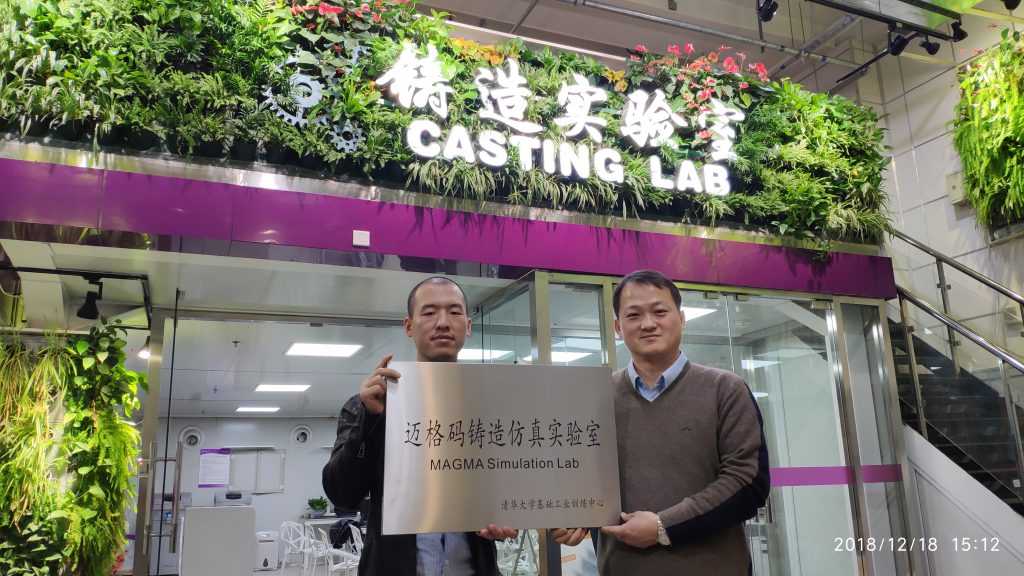 铸造实验室
CASTING LAB
迈格码铸造仿真实验室
MAGMA Simulation Lab
清华大学基础工业训练中心
2018/12/18 15:12